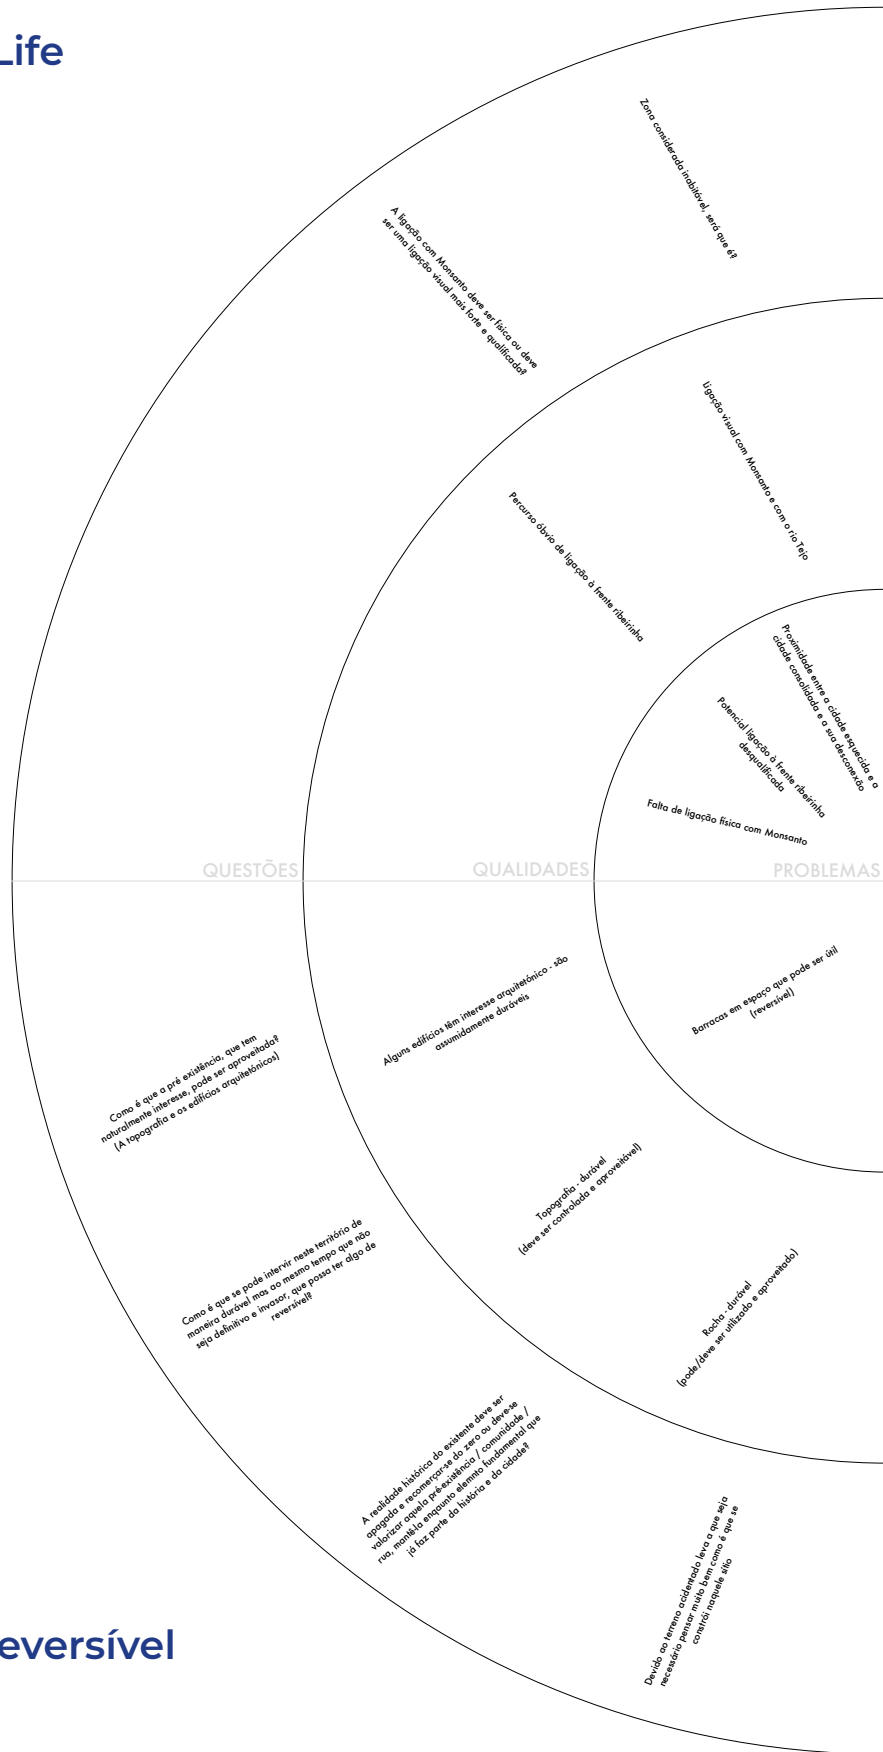 Life
Zona considerada inabitável, será que é?
A ligação com Monsanto deve ser física ou deve
ser uma ligação visual mais forte e qualificada?
Ligação visual com Monsanto e com o rio Tejo
Percurso óbvio de ligação à frente ribeirinha
Proximidade entre a cidade esquecida e a
cidade consolidada e a sua desconexão
Potencial ligação à frente ribeirinha
desqualificada
Falta de ligação física com Monsanto
QUESTÕES
QUALIDADES
PROBLEMAS
Barracas em espaço que pode ser útil
(reversível)
Alguns edifícios têm interesse arquitetónico - são
assumidamente duráveis
Como é que a pré existência, que tem
naturalmente interesse, pode ser aproveitada?
(A topografia e os edifícios arquitetónicos)
Topografia - durável
(deve ser controlada e aproveitável)
Como é que se pode intervir neste território de
maneira durável mas ao mesmo tempo que não
seja definitivo e invasor, que possa ter algo de
reversível?
Rocha - durável
(pode/deve ser utilizado e aproveitado)
A realidade histórica do existente deve ser
apagada e recomerçar-se do zero ou deve-se
valorizar aquela pré-existência / comunidade /
rua, mantê-la enqaunto elemnto fundamental que
já faz parte da história e da cidade?
Devido ao terreno acidentado leva a que seja
necessário pensar muito bem como é que se
constrói naquele sítio
eversível